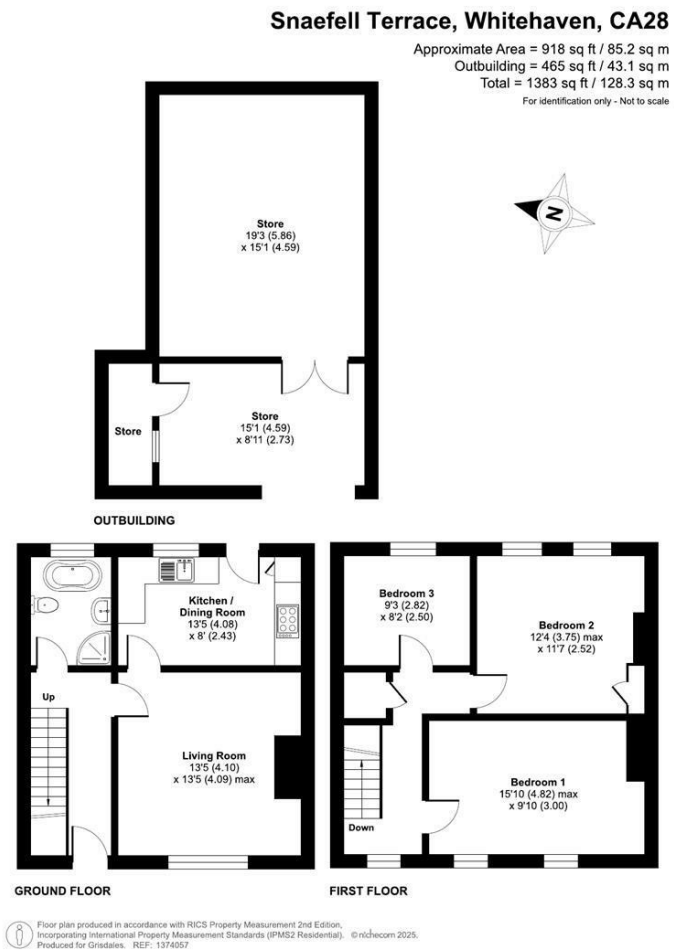 Snaefell Terrace, Whitehaven, CA28
Approximate Area = 918 sq ft / 85.2 sq m
Outbuilding = 465 sq ft / 43.1 sq m
Total = 1383 sq ft / 128.3 sq m
For identification only - Not to scale
N
Store
19'3 (5.86)
x 15'1 (4.59)
Store
Store
15'1 (4.59)
x 8'11 (2.73)
OUTBUILDING
Kitchen /
Dining Room
13'5 (4.08)
x 8' (2.43)
Up
Living Room
13'5 (4.10)
x 13'5 (4.09) max
GROUND FLOOR
Bedroom 3
9'3 (2.82)
x 8'2 (2.50)
Bedroom 2
12'4 (3.75) max
x 11'7 (2.52)
Bedroom 1
15'10 (4.82) max
x 9'10 (3.00)
Down
FIRST FLOOR
Floor plan produced in accordance with RICS Property Measurement 2nd Edition,
Incorporating International Property Measurement Standards (IPMS2 Residential). ©nichecom 2025.
Produced for Grisdales. REF: 1374057